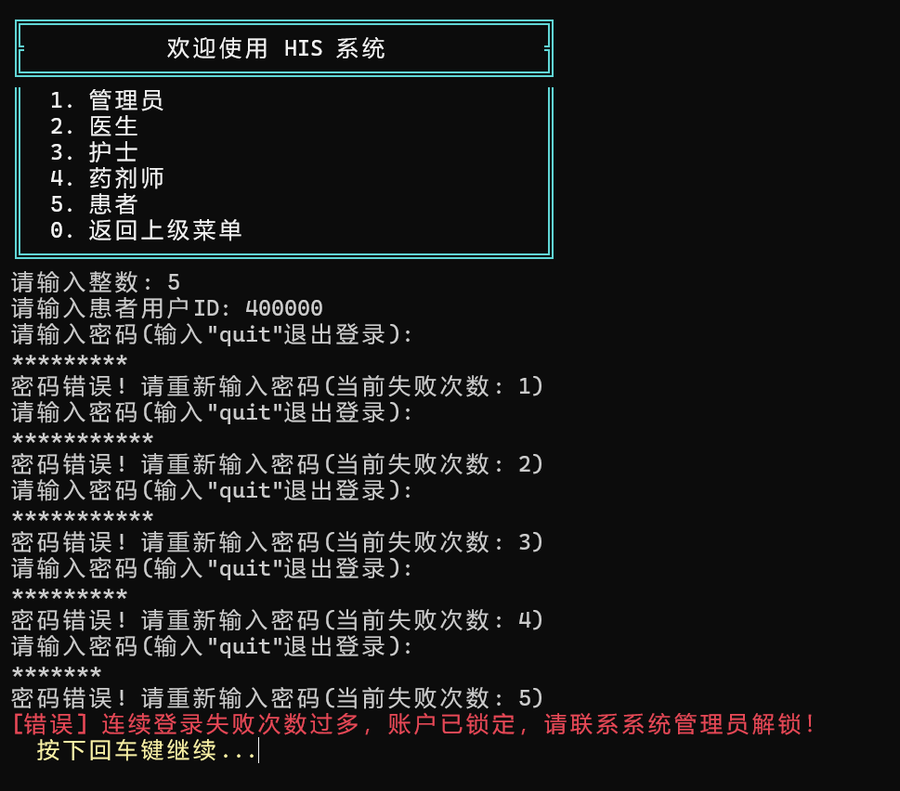 欢迎使用 HIS 系统
1. 管理员
2. 医生
3. 护士
4. 药剂师
5. 患者
0. 返回上级菜单
请输入整数: 5
请输入患者用户ID: 400000
请输入密码(输入"quit"退出登录):
*********
密码错误! 请重新输入密码(当前失败次数: 1)
请输入密码(输入"quit"退出登录):
***********
密码错误! 请重新输入密码(当前失败次数: 2)
请输入密码(输入"quit"退出登录):
***********
密码错误! 请重新输入密码(当前失败次数: 3)
请输入密码(输入"quit"退出登录):
*********
密码错误! 请重新输入密码(当前失败次数: 4)
请输入密码(输入"quit"退出登录):
*******
密码错误! 请重新输入密码(当前失败次数: 5)
[错误] 连续登录失败次数过多, 账户已锁定, 请联系系统管理员解锁!
按下回车键继续...